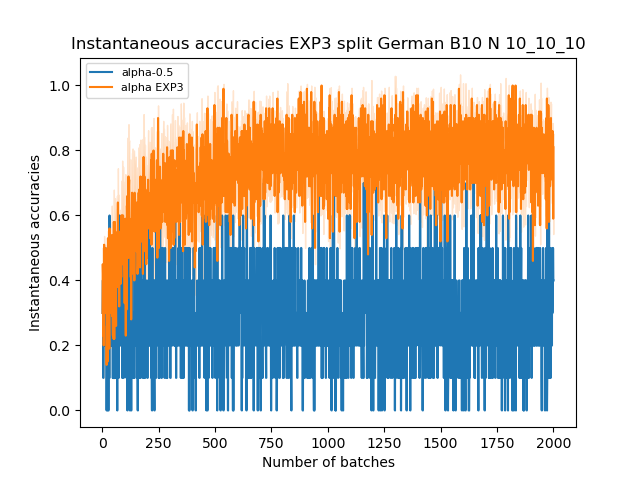 Instantaneous accuracies EXP3 split German B10 N 10_10_10
alpha-0.5
alpha EXP3
Instantaneous accuracies
1.0
0.8
0.6
0.4
0.2
0.0
0 250 500 750 1000 1250 1500 1750 2000
Number of batches